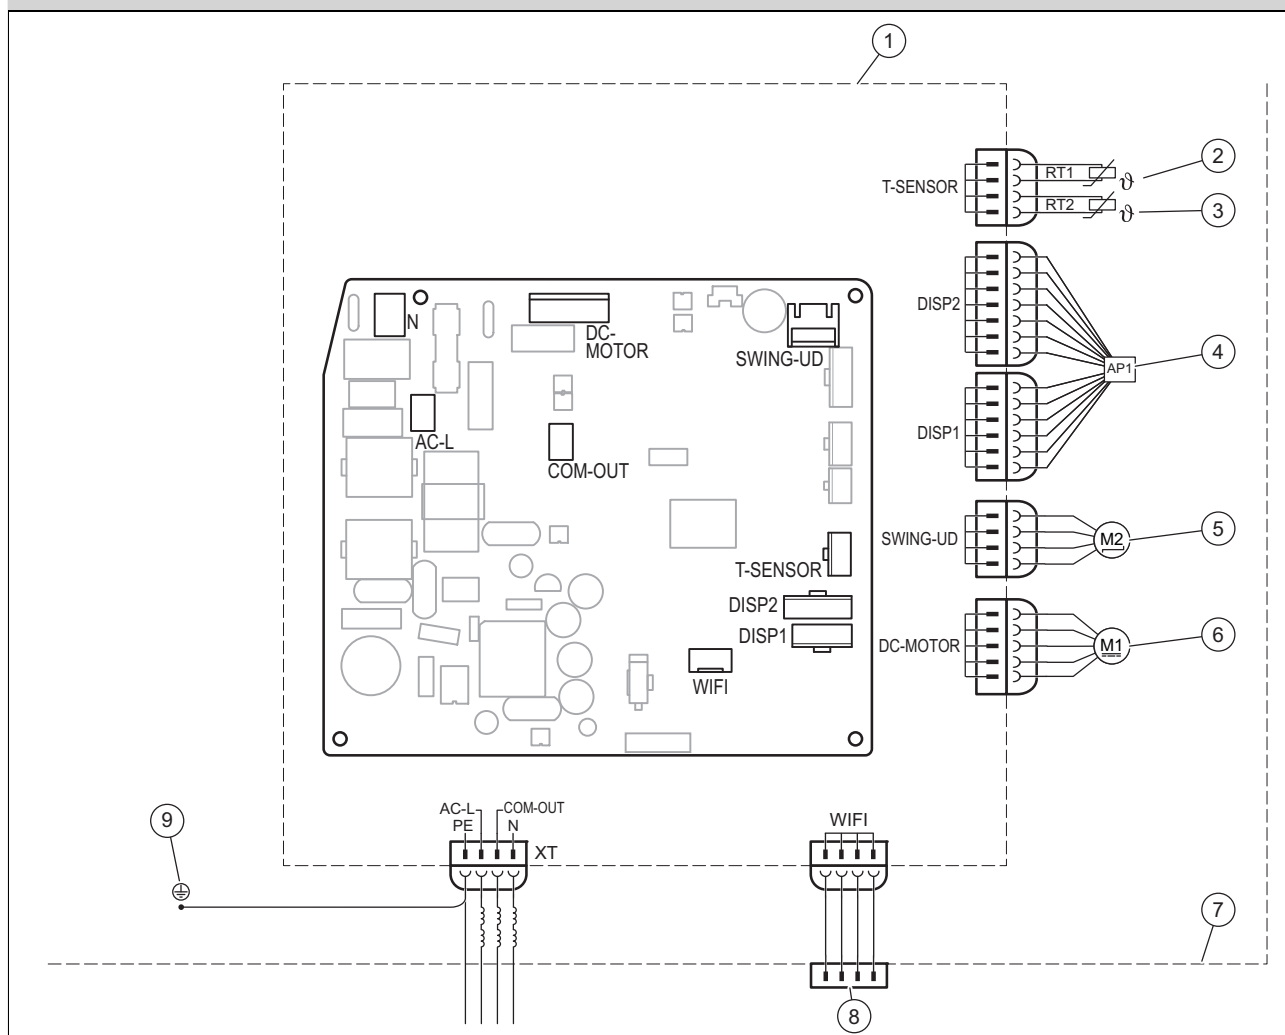 1
T-SENSOR
RT1
ϑ
2
RT2
ϑ
3
DISP2
DISP1
AP1
4
SWING-UD
M2
5
DC-MOTOR
M1
6
N
DC-
MOTOR
SWING-UD
AC-L
COM-OUT
T-SENSOR
DISP2
DISP1
WIFI
AC-L
COM-OUT
PE
N
XT
WIFI
9
7
8